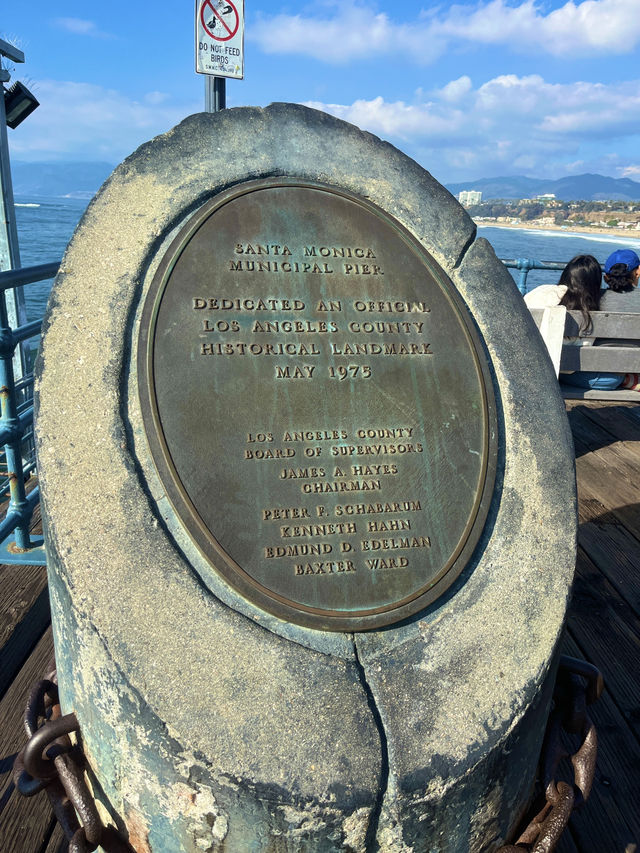 DO NOT FEED
BIRDS
SANTA MONICA
MUNICIPAL PIER
DEDICATED AN OFFICIAL
LOS ANGELES COUNTY
HISTORICAL LANDMARK
MAY 1975
LOS ANGELES COUNTY
BOARD OF SUPERVISORS
JAMES A. HAYES
CHAIRMAN
PETER F. SCHABARUM
KENNETH HAHN
EDMUND D. EDELMAN
BAXTER WARD